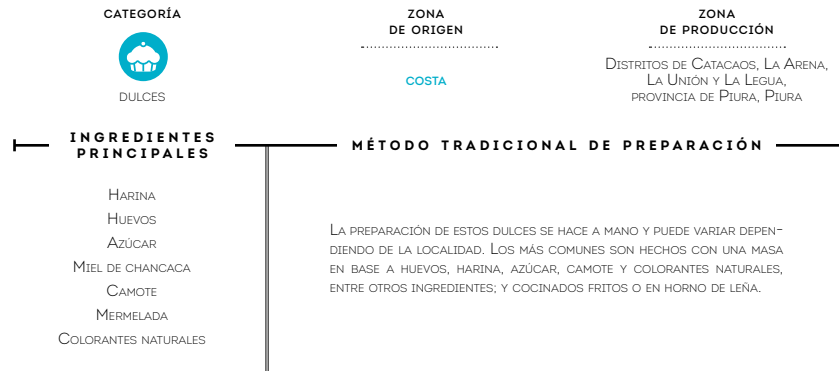 CATEGORÍA
DULCES
ZONA
DE ORIGEN
COSTA
ZONA
DE PRODUCCIÓN
Distritos de Catacaos, La Arena,
La Unión y La Legua,
provincia de Piura, Piura
INGREDIENTES
PRINCIPALES
Harina
Huevos
Azúcar
Miel de chancaca
Camote
Mermelada
Colorantes naturales
MÉTODO TRADICIONAL DE PREPARACIÓN
La preparación de estos dulces se hace a mano y puede variar depen-
diendo de la localidad. Los más comunes son hechos con una masa
en base a huevos, harina, azúcar, camote y colorantes naturales,
entre otros ingredientes; y cocinados fritos o en horno de leña.